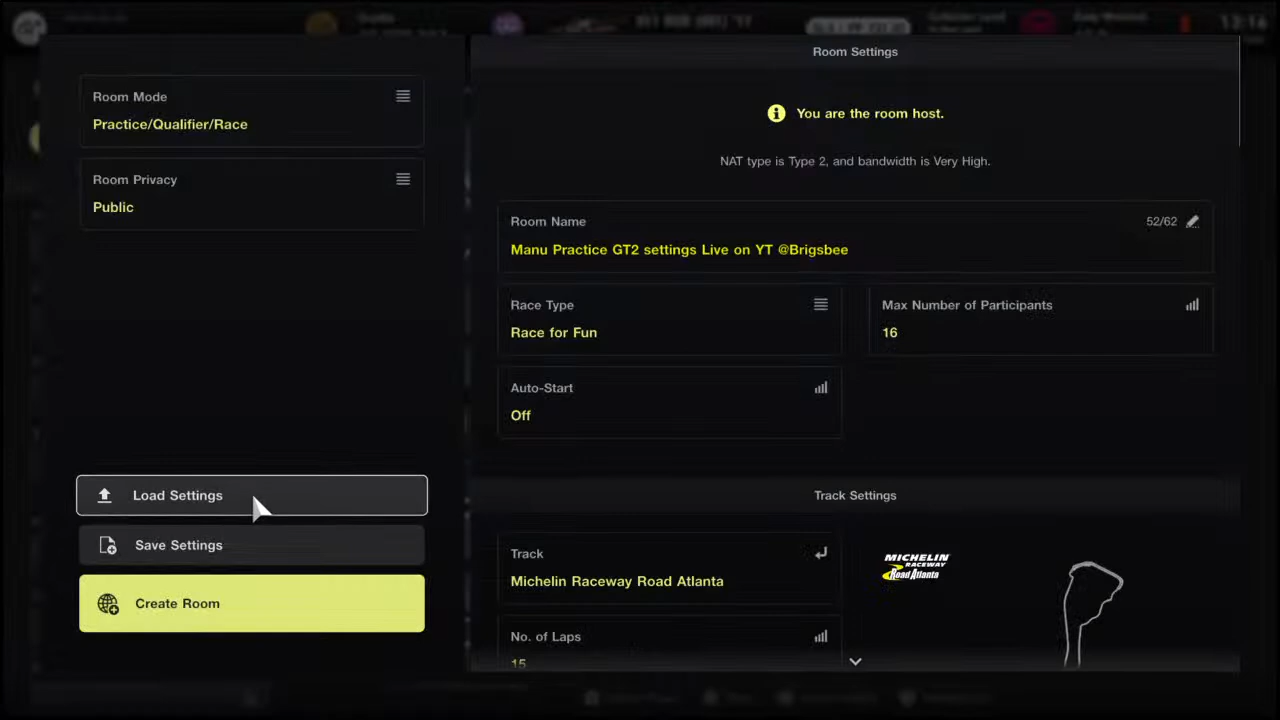 Room Mode
Practice/Qualifier/Race
Room Privacy
Public
Load Settings
Save Settings
Create Room
Room Settings
You are the room host.
NAT type is Type 2, and bandwidth is Very High.
Room Name
52/62
Manu Practice GT2 settings Live on YT @Brigsbee
Race Type
Race for Fun
Max Number of Participants
16
Auto-Start
Off
Track Settings
Track
Michelin Raceway Road Atlanta
MICHELIN
RACEWAY
Road Atlanta
No. of Laps
15